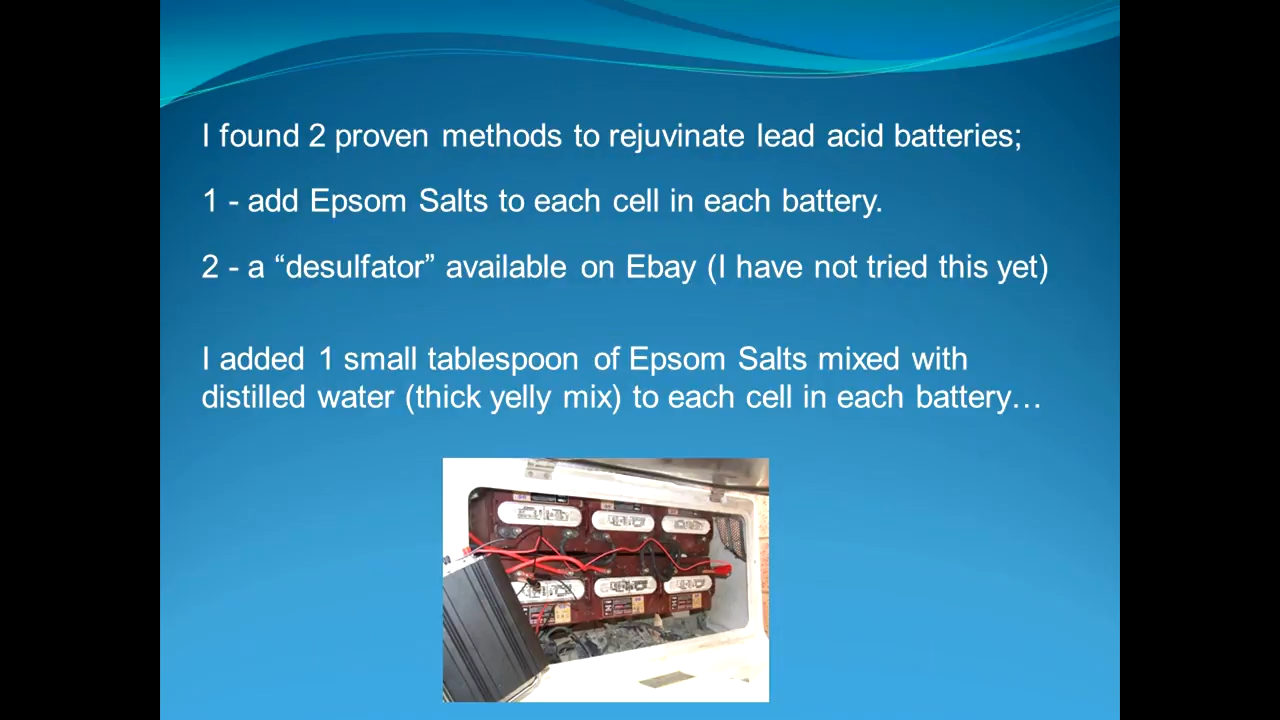 I found 2 proven methods to rejuvinate lead acid batteries;
1 - add Epsom Salts to each cell in each battery.
2 - a “desulfator” available on Ebay (I have not tried this yet)
I added 1 small tablespoon of Epsom Salts mixed with
distilled water (thick yelly mix) to each cell in each battery…